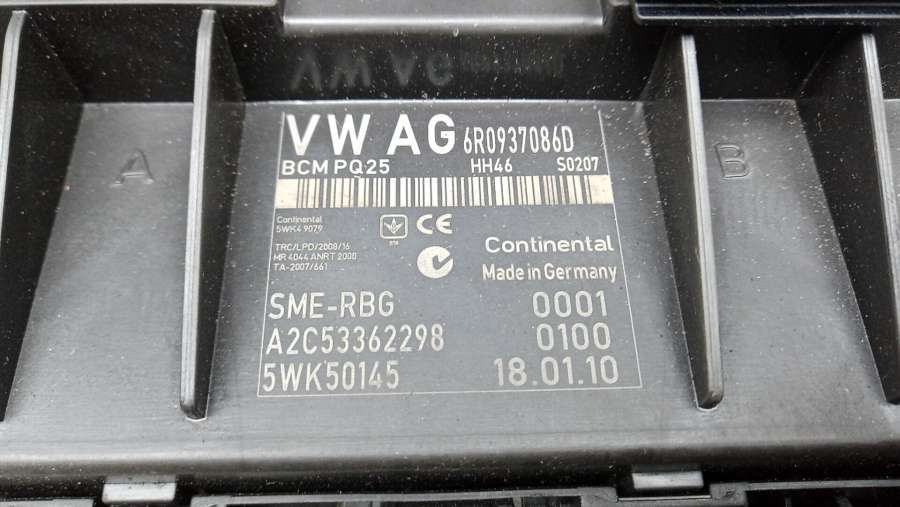 VW AG 6R0937086D
BCM PQ25 HH46 S0207
Continental
5WK4 9079
TRC/LPD/2008/16
MR 4044 ANRT 2000
TA-2007/661
CE
Continental
Made in Germany
SME-RBG 0001
A2C53362298 0100
5WK50145 18.01.10
A
B